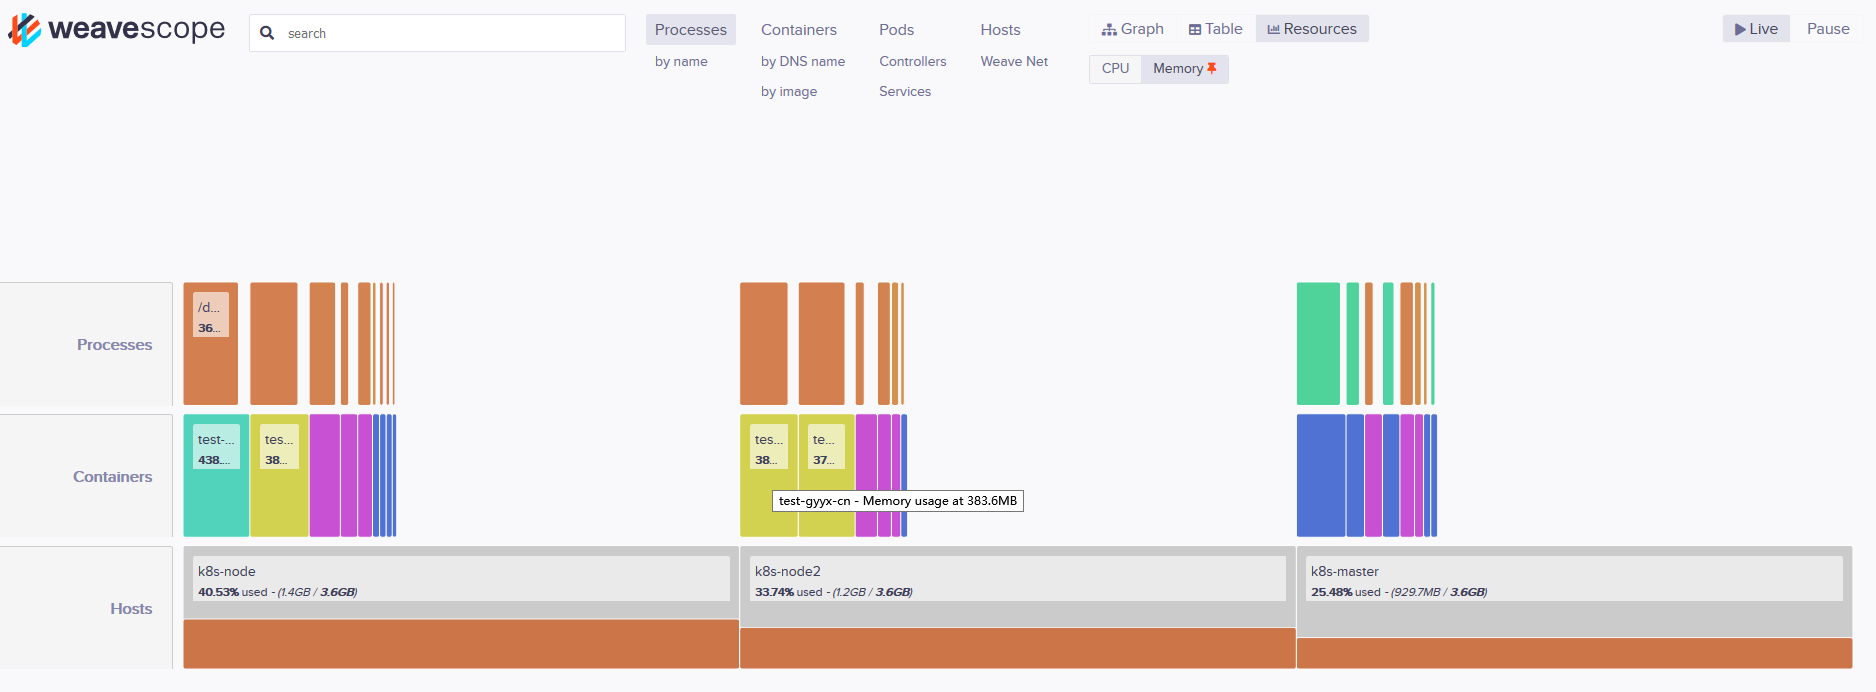 weavescope
search
Processes
Containers
Pods
Hosts
Graph
Table
Resources
Live
Pause
by name
by DNS name
Controllers
Weave Net
CPU
Memory
by image
Services
Processes
/d...
36...
Containers
test-...
438....
tes...
38...
tes...
38...
te...
37...
test-gyyx-cn - Memory usage at 383.6MB
Hosts
k8s-node
40.53% used - (1.4GB / 3.6GB)
k8s-node2
33.74% used - (1.2GB / 3.6GB)
k8s-master
25.48% used - (929.7MB / 3.6GB)